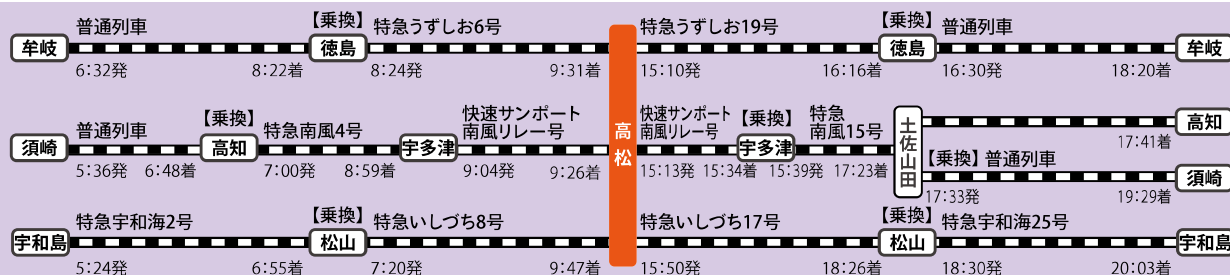 普通列車 【乗換】 特急うずしお6号 特急うずしお19号 【乗換】 普通列車
牟岐 徳島 徳島 牟岐
6:32発 8:22着 8:24発 9:31着 15:10発 16:16着 16:30発 18:20着
普通列車 【乗換】 特急南風4号 快速サンポート 快速サンポート 【乗換】 特急
南風リレー号 南風リレー号 南風15号
須崎 高知 宇多津 高松 宇多津 土佐山田 高知
17:41着
5:36発 6:48着 7:00発 8:59着 9:04発 9:26着 15:13発 15:34着 15:39発 17:23着
【乗換】 普通列車
須崎
17:33発 19:29着
特急宇和海2号 【乗換】 特急いしづち8号 特急いしづち17号 【乗換】 特急宇和海25号
宇和島 松山 松山 宇和島
5:24発 6:55着 7:20発 9:47着 15:50発 18:26着 18:30発 20:03着